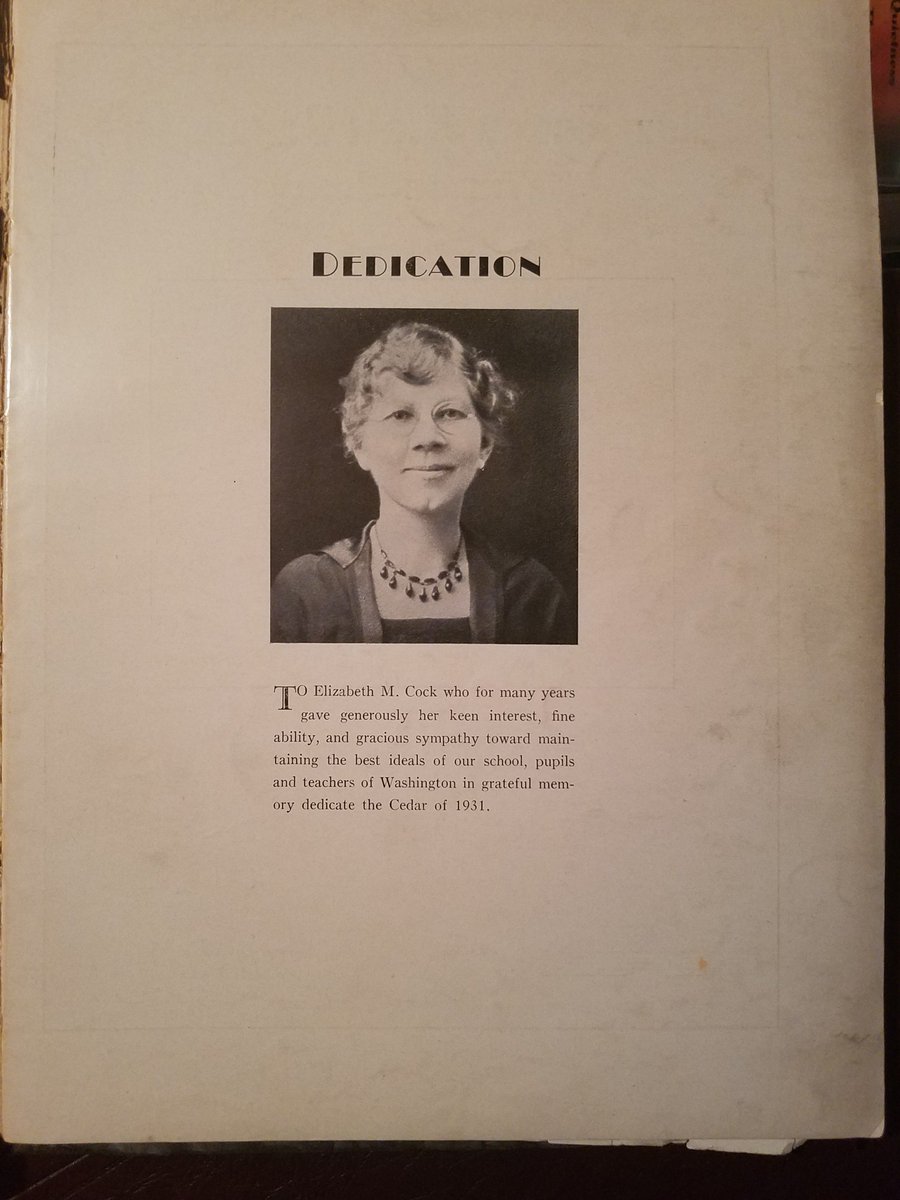 DEDICATION
TO Elizabeth M. Cock who for many years
gave generously her keen interest, fine
ability, and gracious sympathy toward main-
taining the best ideals of our school, pupils
and teachers of Washington in grateful mem-
ory dedicate the Cedar of 1931.